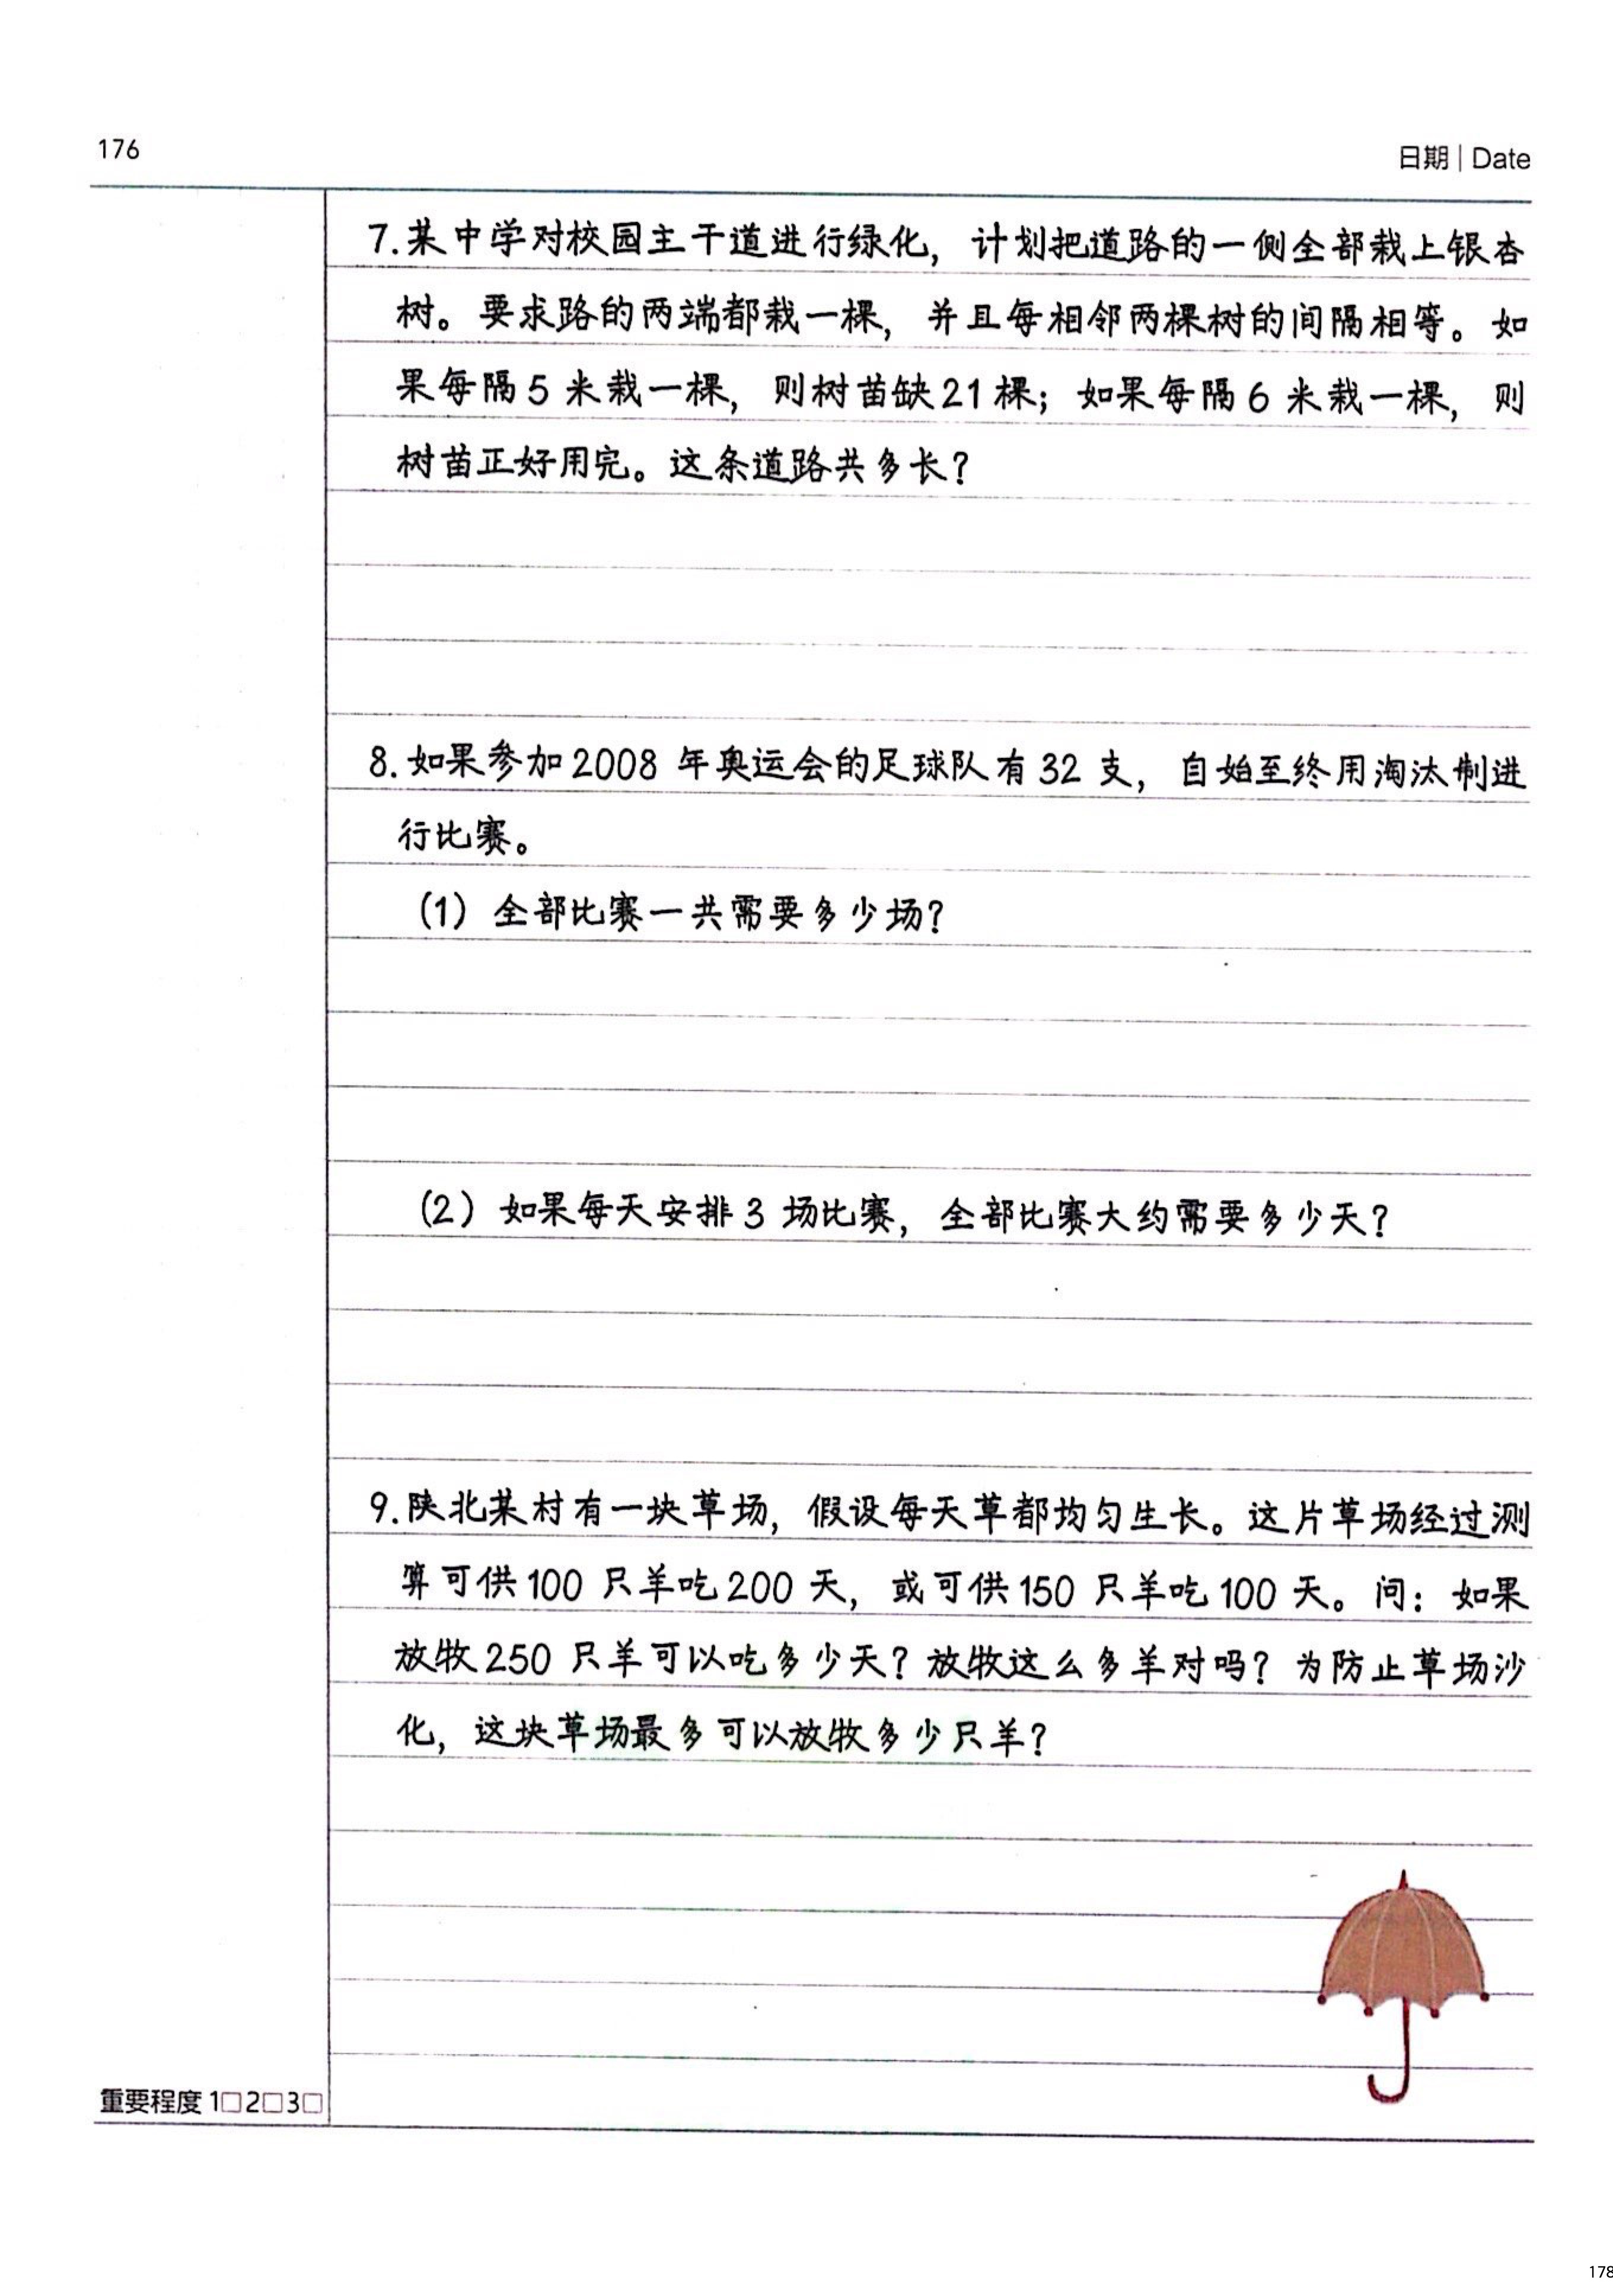 176
日期 | Date
7.某中学对校园主干道进行绿化，计划把道路的一侧全部栽上银杏
树。要求路的两端都栽一棵，并且每相邻两棵树的间隔相等。如
果每隔5米栽一棵，则树苗缺21棵；如果每隔6米栽一棵，则
树苗正好用完。这条道路共多长？
8.如果参加2008年奥运会的足球队有32支，自始至终用淘汰制进
行比赛。
（1）全部比赛一共需要多少场？
（2）如果每天安排3场比赛，全部比赛大约需要多少天？
9.陕北某村有一块草场，假设每天草都均匀生长。这片草场经过测
算可供100只羊吃200天，或可供150只羊吃100天。问：如果
放牧250只羊可以吃多少天？放牧这么多羊对吗？为防止草场沙
化，这块草场最多可以放牧多少只羊？
重要程度 1□2□3□
178